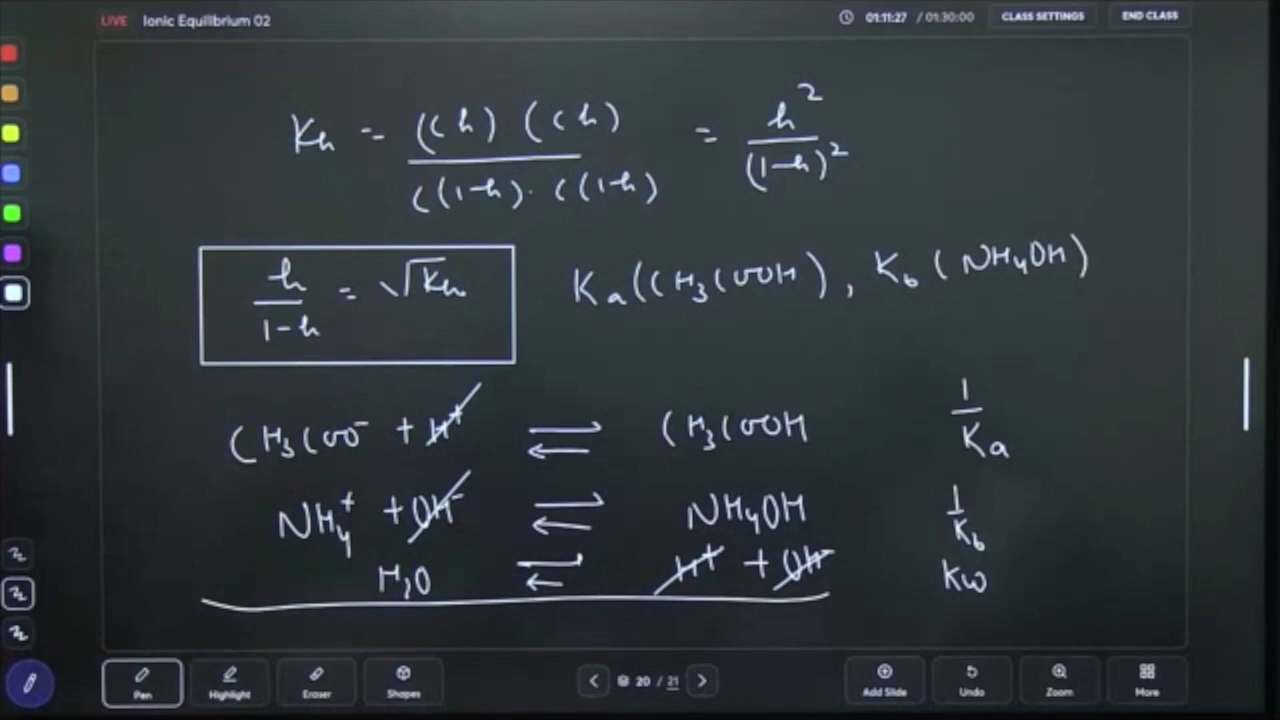 LIVE Ionic Equilibrium 02 01:11:27 / 01:30:00 CLASS SETTINGS END CLASS
Kh = (Ch) (Ch) / C(1-h) · C(1-h) = h² / (1-h)²
h / 1-h = √Kh Ka(CH₃COOH), Kb(NH₄OH)
CH₃COO⁻ + H⁺ ⇌ CH₃COOH 1/Ka
NH₄⁺ + OH⁻ ⇌ NH₄OH 1/Kb
H₂O ⇌ H⁺ + OH⁻ Kw
Pen Highlight Eraser Shapes 20 / 21 Add Slide Undo Zoom More